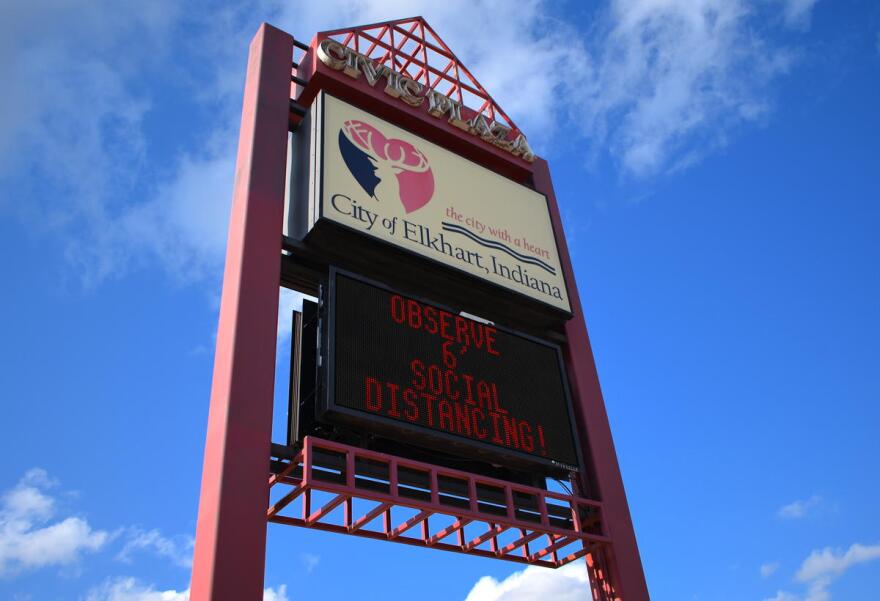 CIVIC PLAZA
the city with a heart
City of Elkhart, Indiana
OBSERVE
6'
SOCIAL
DISTANCING!